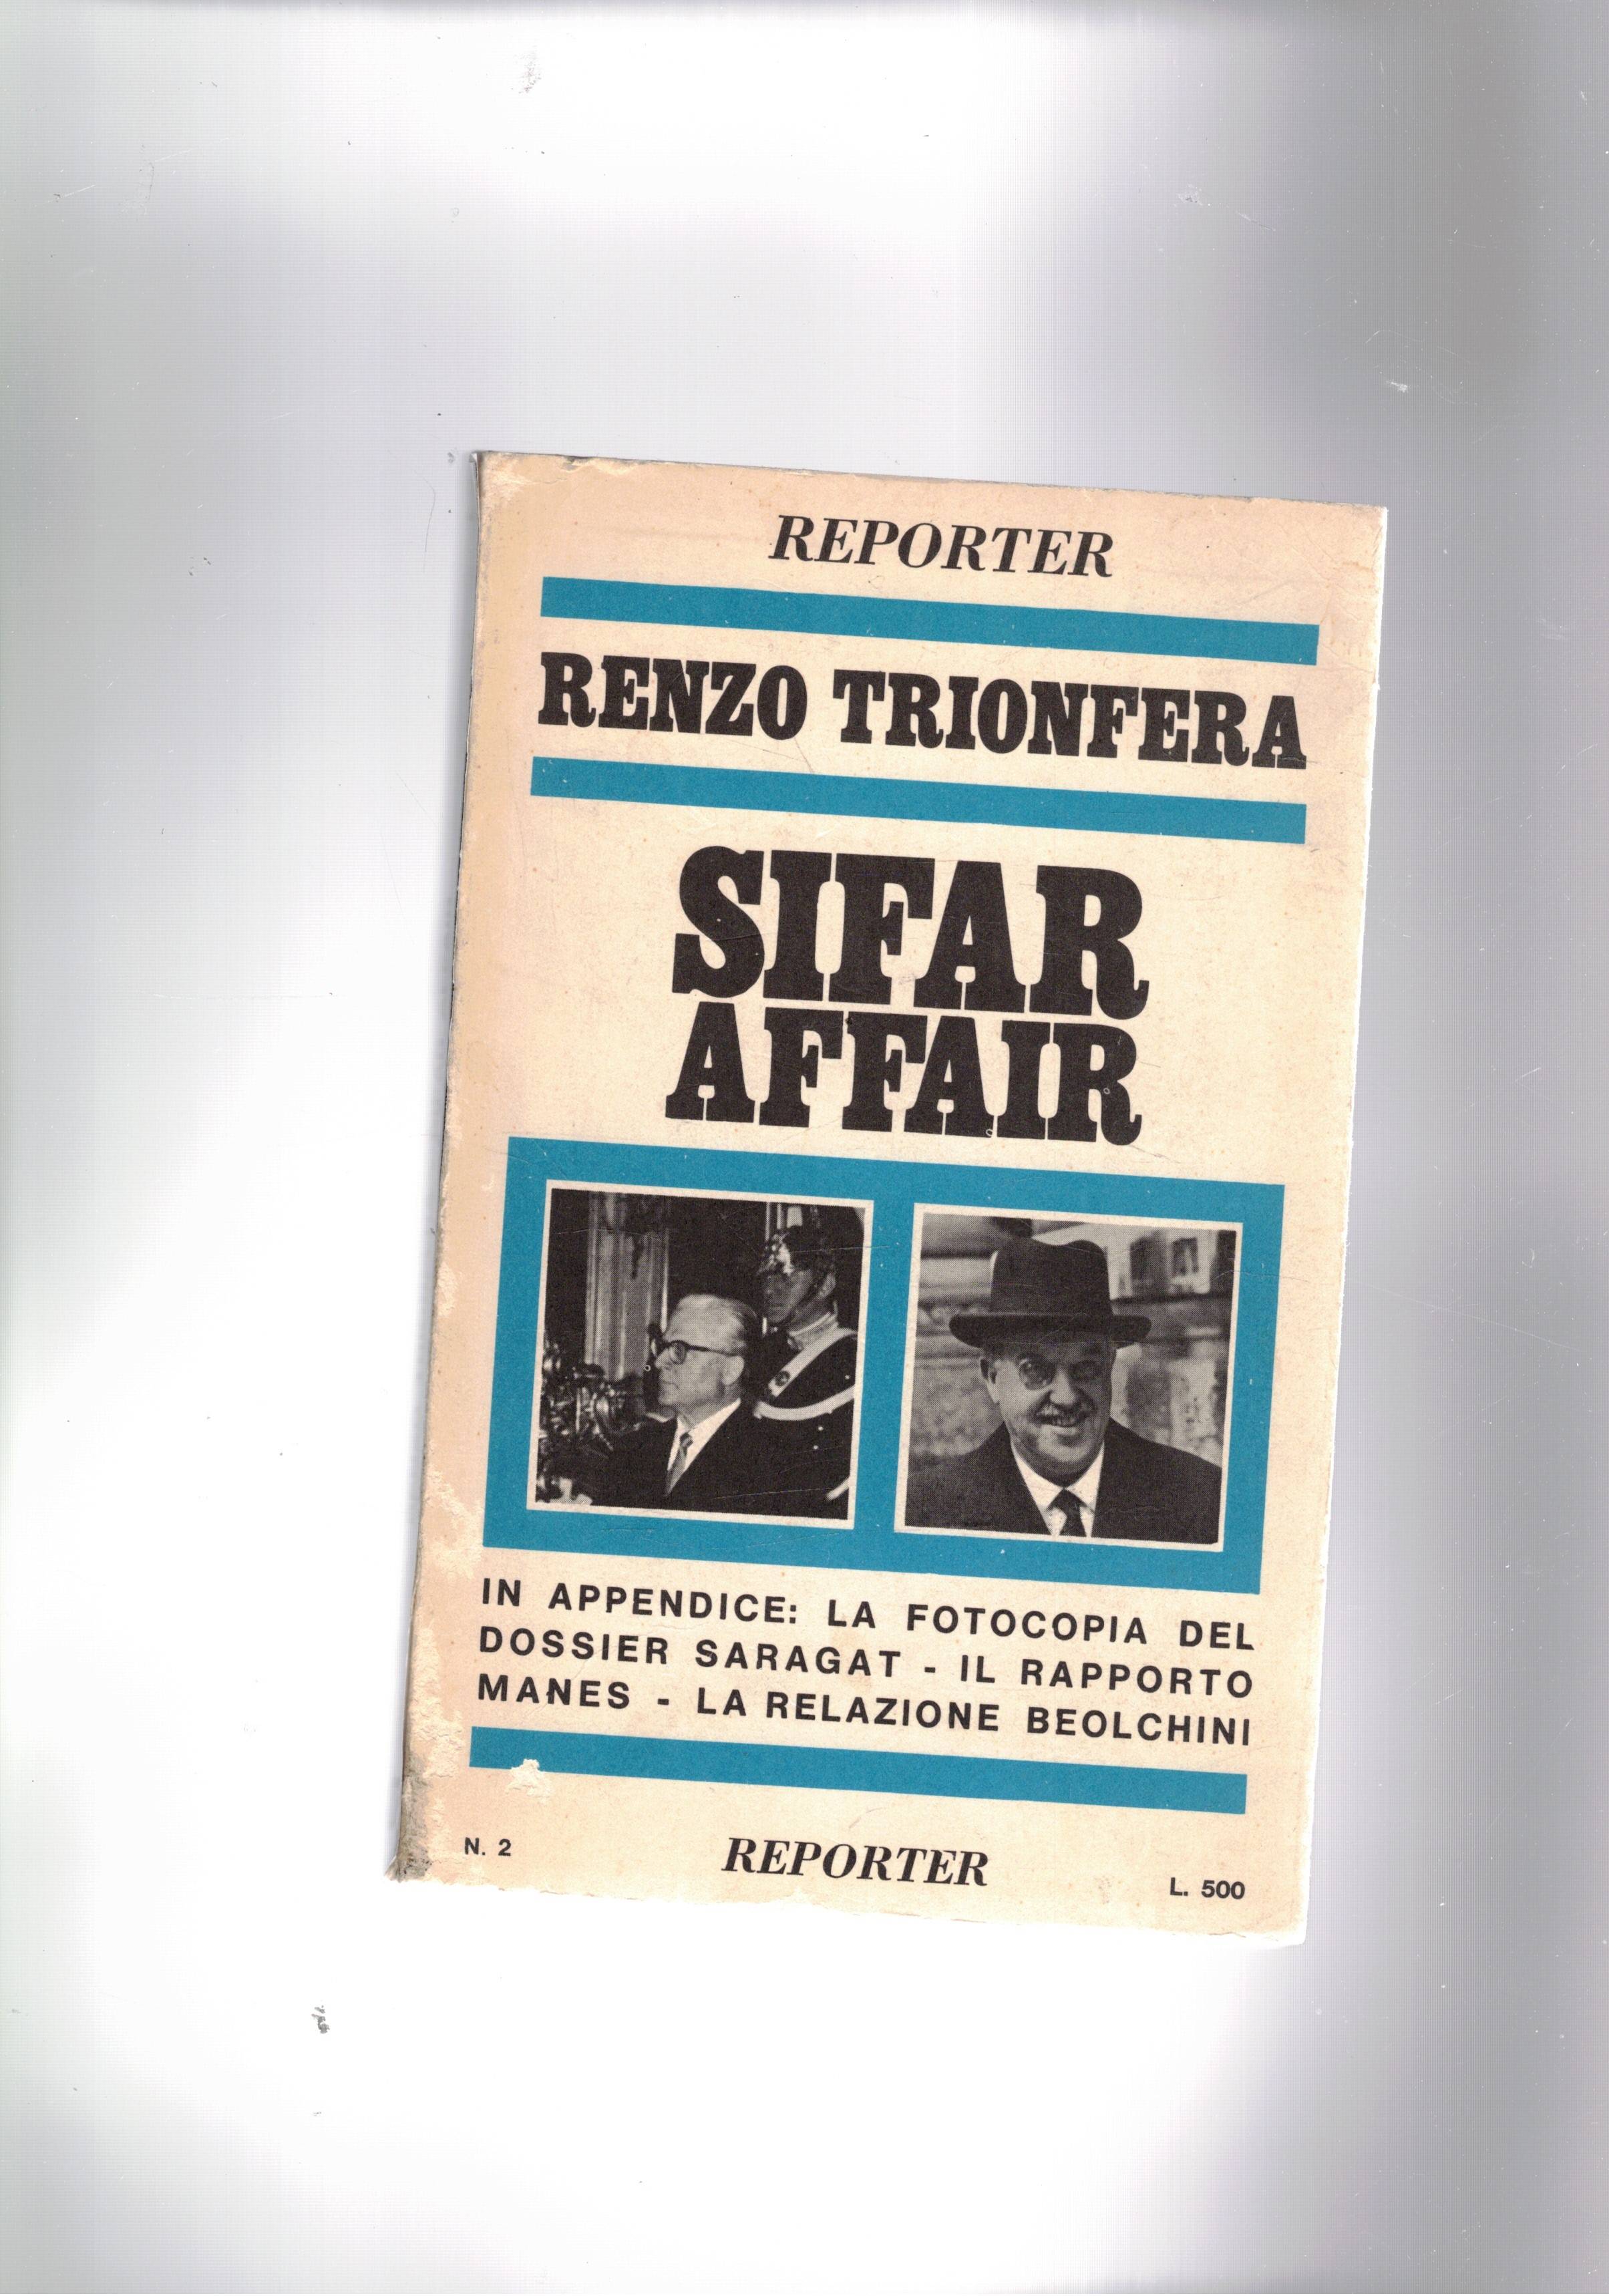 REPORTER
RENZO TRIONFERA
SIFAR
AFFAIR
IN APPENDICE: LA FOTOCOPIA DEL
DOSSIER SARAGAT - IL RAPPORTO
MANES - LA RELAZIONE BEOLCHINI
N. 2
REPORTER
L. 500